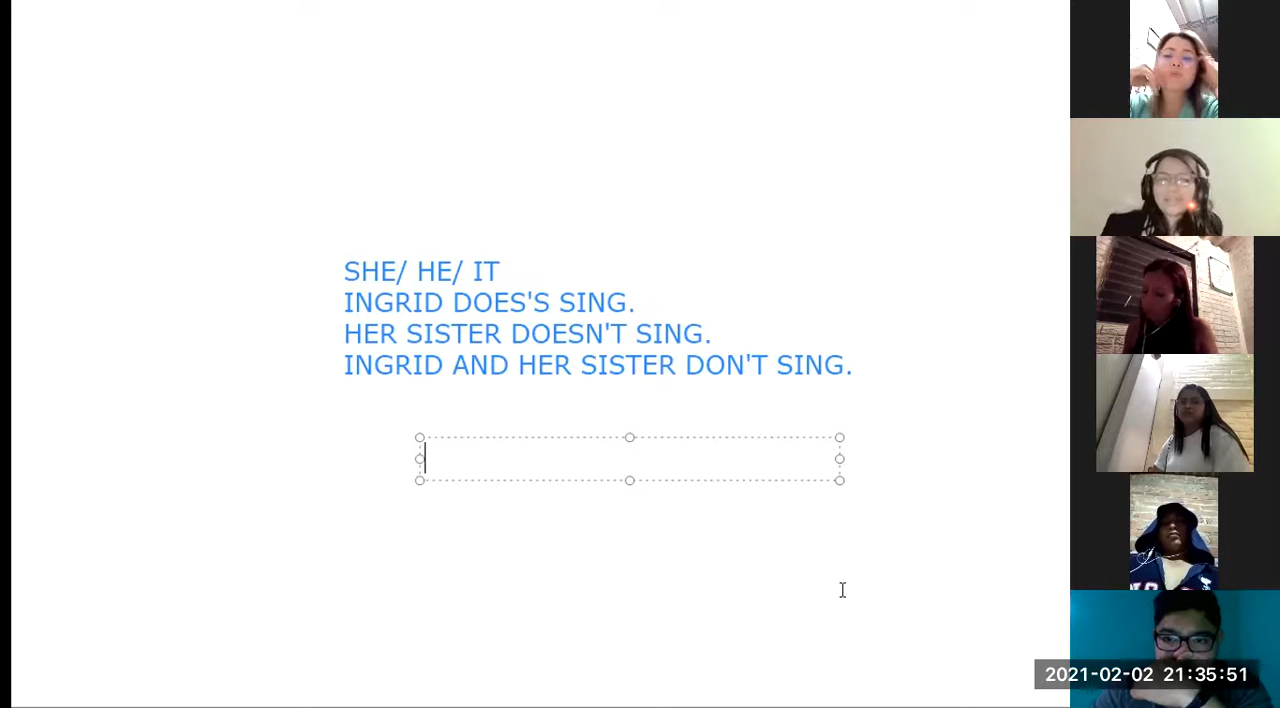 SHE/ HE/ IT
INGRID DOES'S SING.
HER SISTER DOESN'T SING.
INGRID AND HER SISTER DON'T SING.
2021-02-02 21:35:51